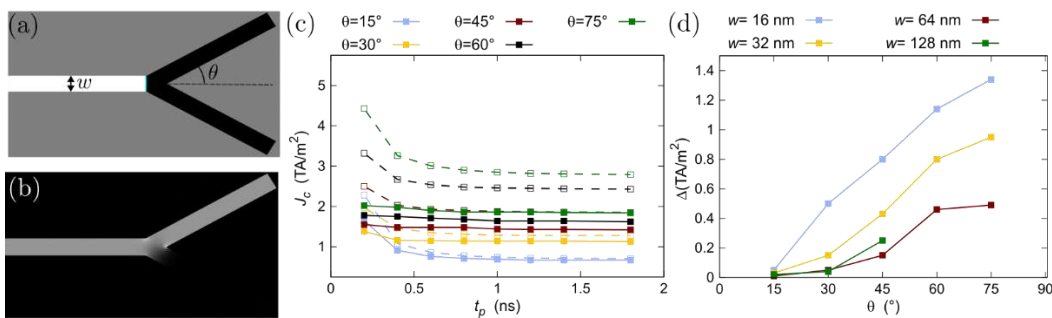 (a)
w
θ
(b)
(c)
θ=15° θ=45° θ=75°
θ=30° θ=60°
5
4
3
2
1
J_c (TA/m²)
0 0.5 1 1.5 2
t_p (ns)
(d)
w= 16 nm w= 64 nm
w= 32 nm w= 128 nm
1.4
1.2
1
0.8
0.6
0.4
0.2
0
Δ(TA/m²)
0 15 30 45 60 75 90
θ (°)